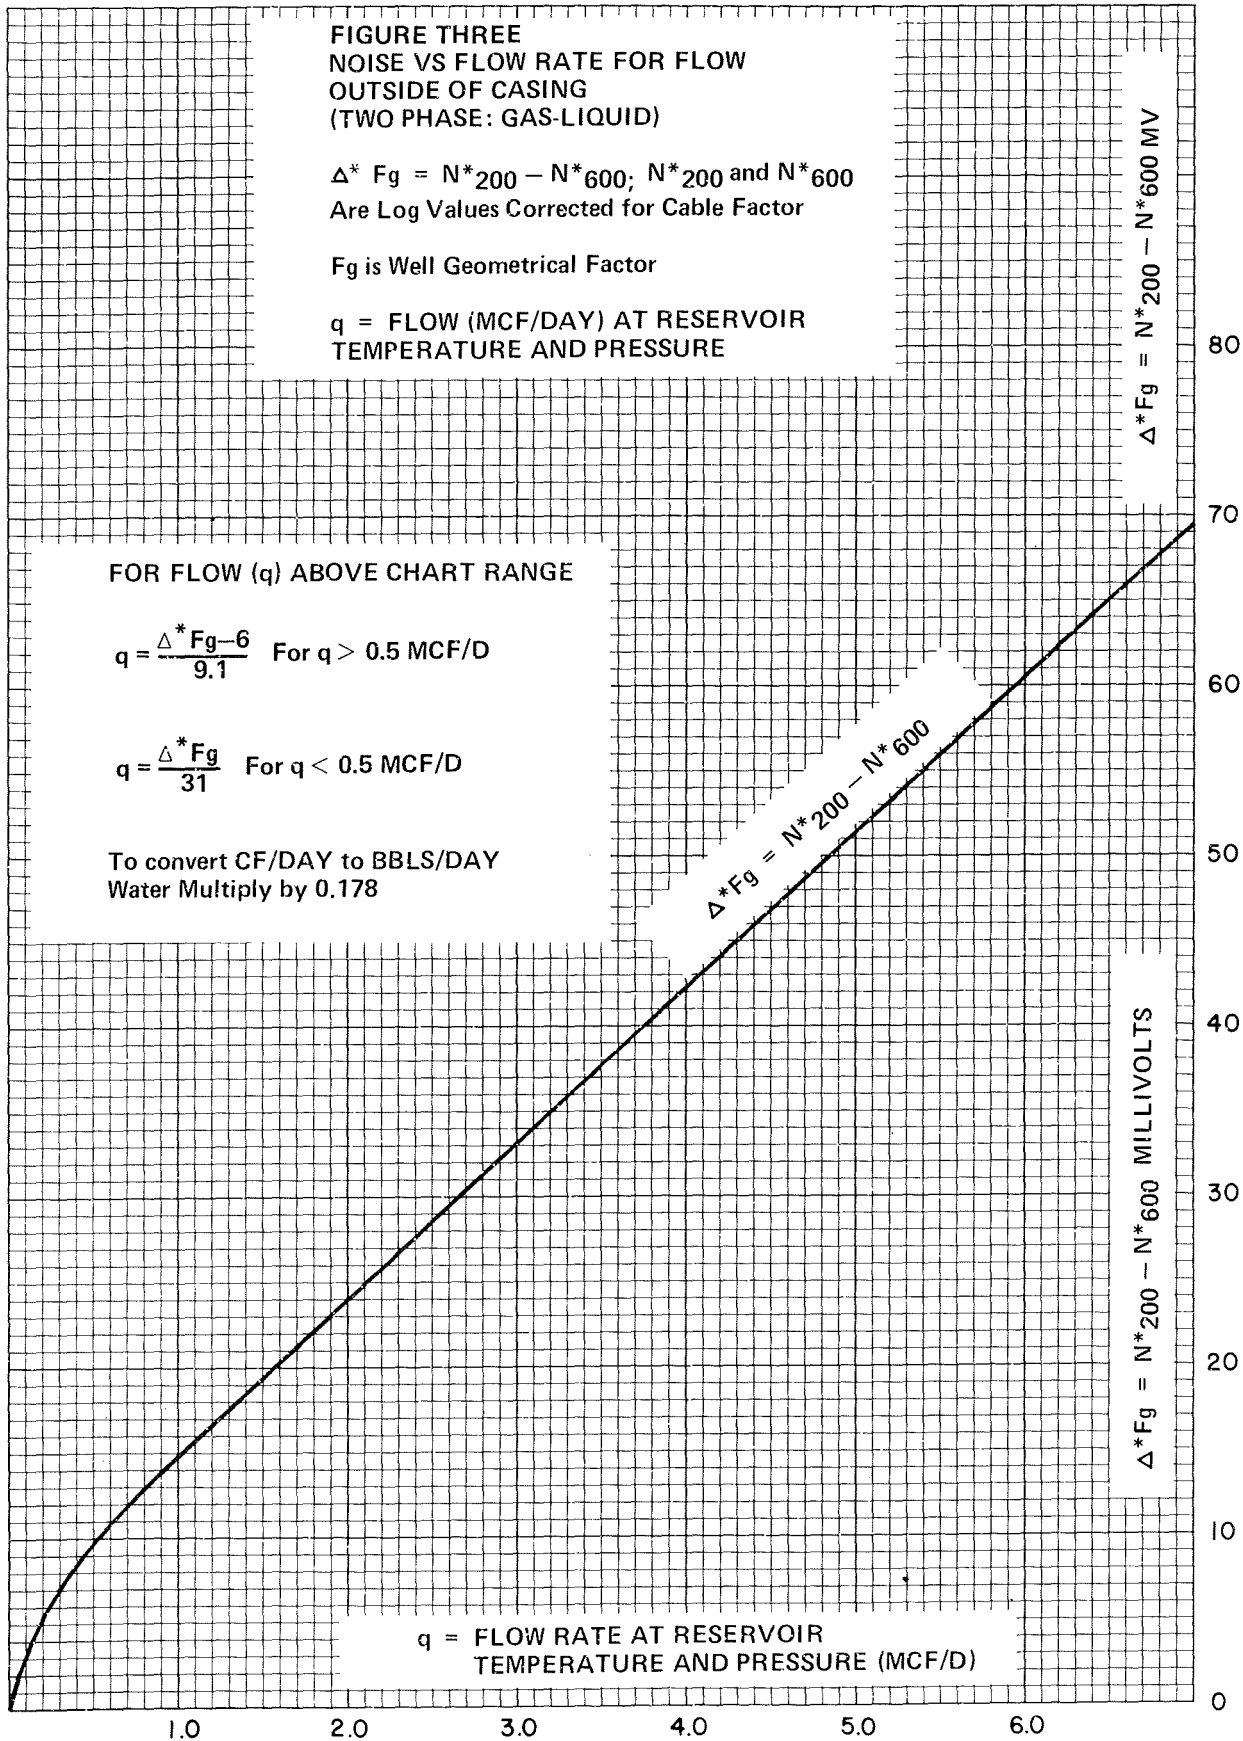 FIGURE THREE
NOISE VS FLOW RATE FOR FLOW
OUTSIDE OF CASING
(TWO PHASE: GAS-LIQUID)
Δ* Fg = N*200 – N*600; N*200 and N*600
Are Log Values Corrected for Cable Factor
Fg is Well Geometrical Factor
q = FLOW (MCF/DAY) AT RESERVOIR
TEMPERATURE AND PRESSURE
Δ*Fg = N*200 – N*600 MV
80
70
60
50
40
30
20
10
0
FOR FLOW (q) ABOVE CHART RANGE
q = Δ*Fg–6 / 9.1 For q > 0.5 MCF/D
q = Δ*Fg / 31 For q < 0.5 MCF/D
To convert CF/DAY to BBLS/DAY
Water Multiply by 0.178
Δ*Fg = N*200 – N*600
Δ*Fg = N*200 – N*600 MILLIVOLTS
q = FLOW RATE AT RESERVOIR
TEMPERATURE AND PRESSURE (MCF/D)
1.0 2.0 3.0 4.0 5.0 6.0